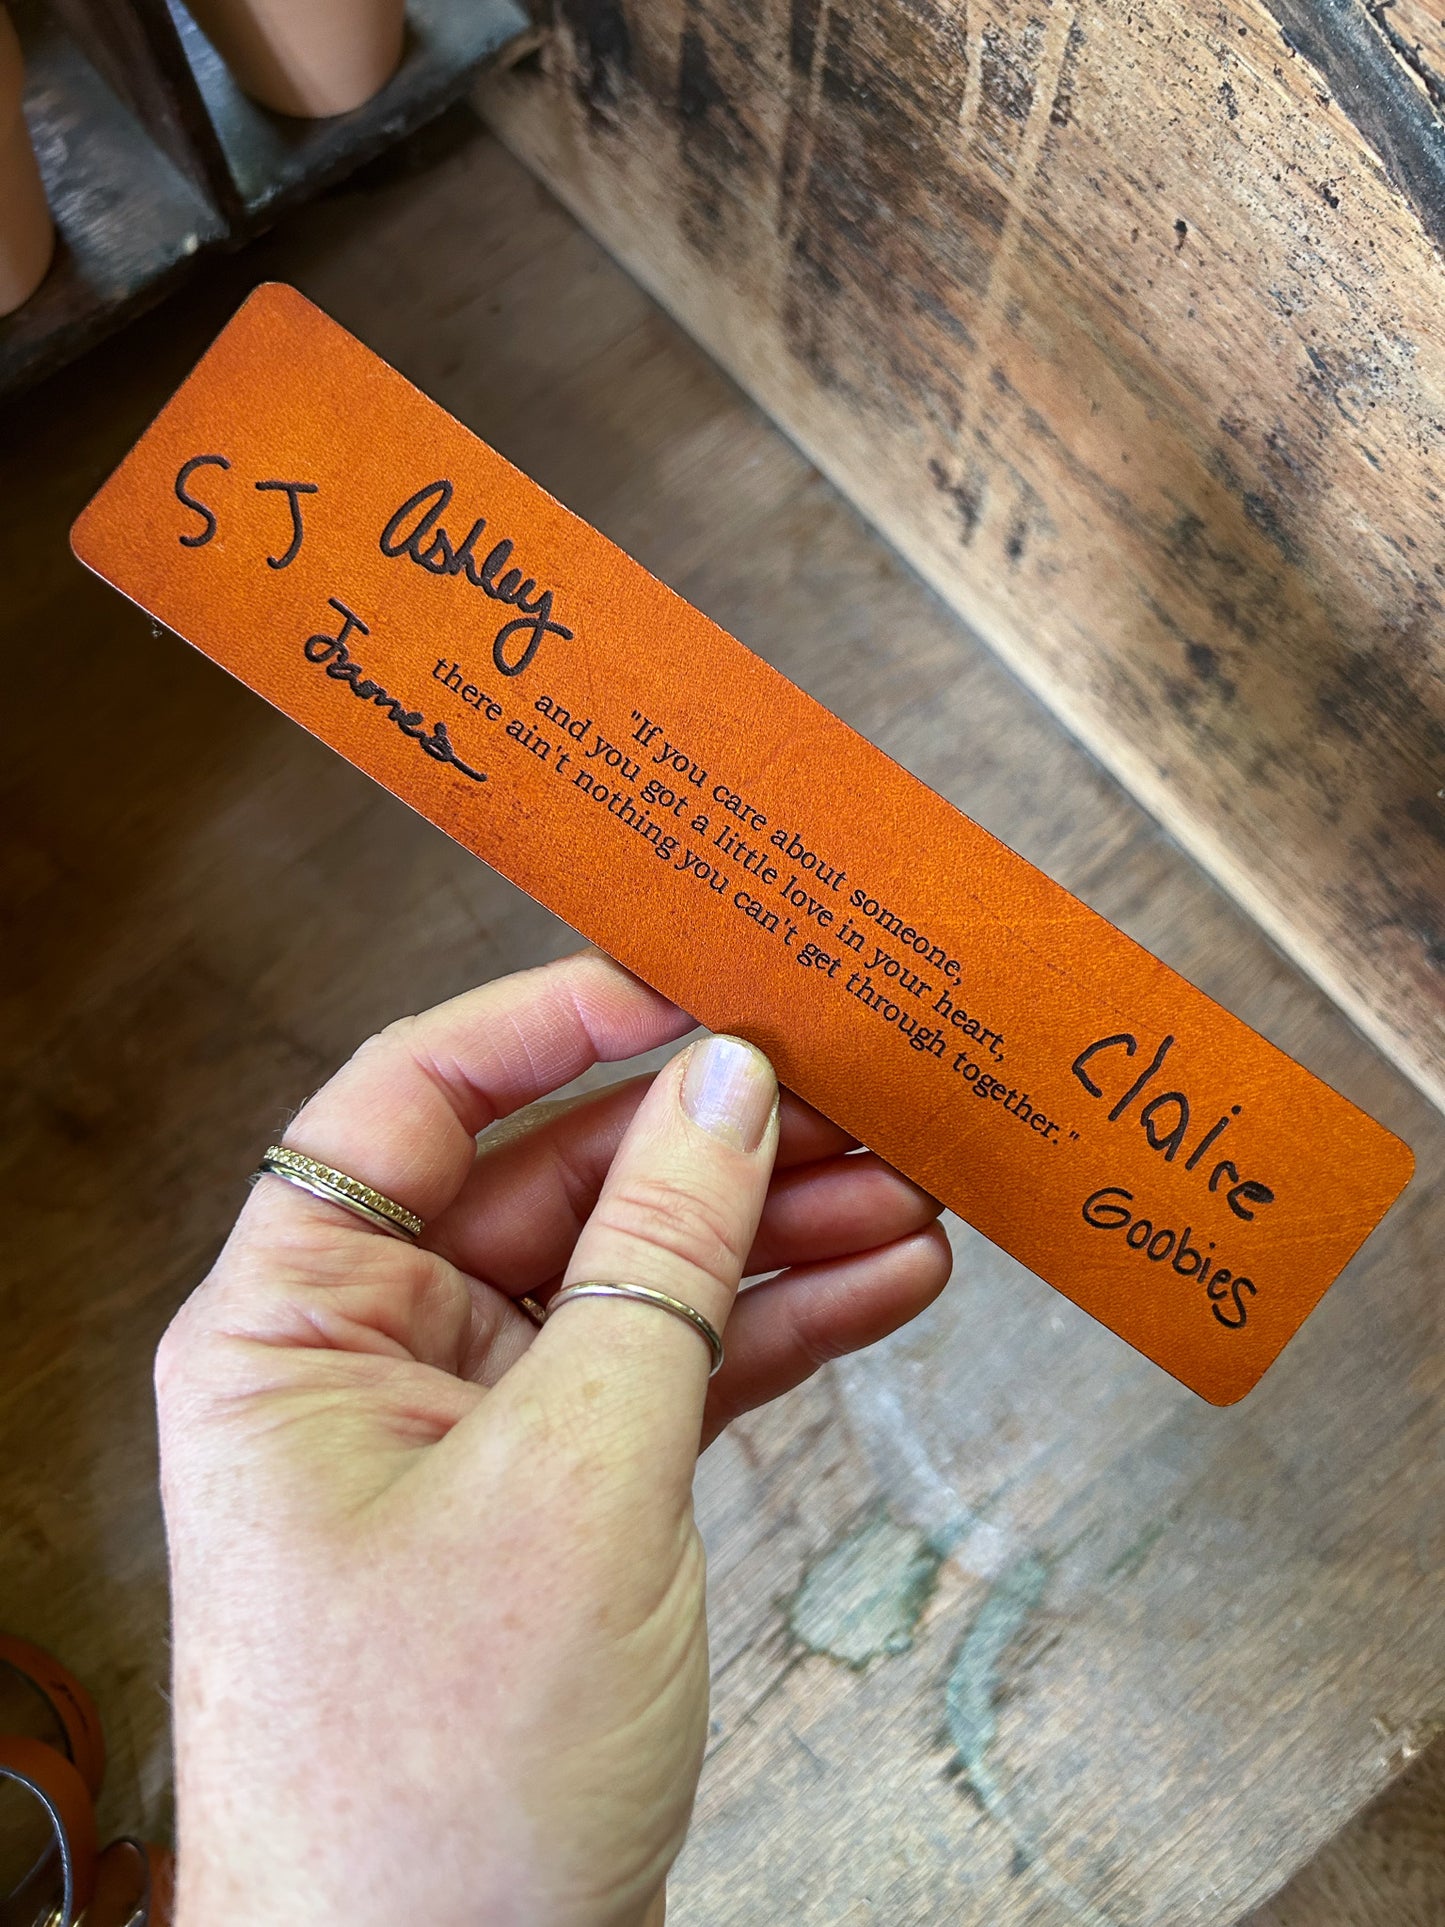 S J
Ashley
James
"If you care about someone,
and you got a little love in your heart,
there ain't nothing you can't get through together."
Claire
Goobies